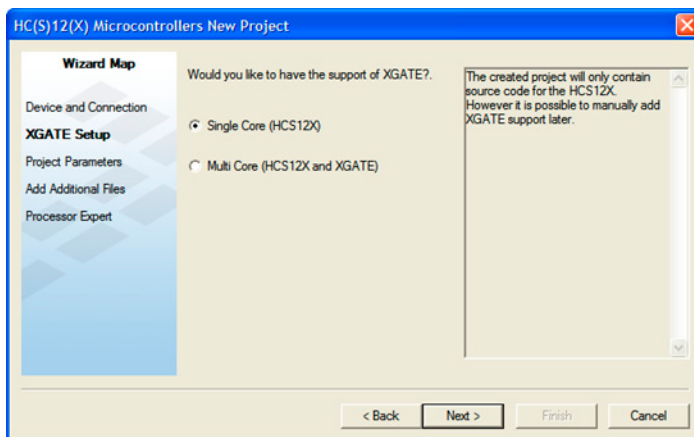 HC(S)12(X) Microcontrollers New Project
Wizard Map
Device and Connection
XGATE Setup
Project Parameters
Add Additional Files
Processor Expert
Would you like to have the support of XGATE?.
Single Core (HCS12X)
Multi Core (HCS12X and XGATE)
The created project will only contain
source code for the HCS12X.
However it is possible to manually add
XGATE support later.
< Back
Next >
Finish
Cancel